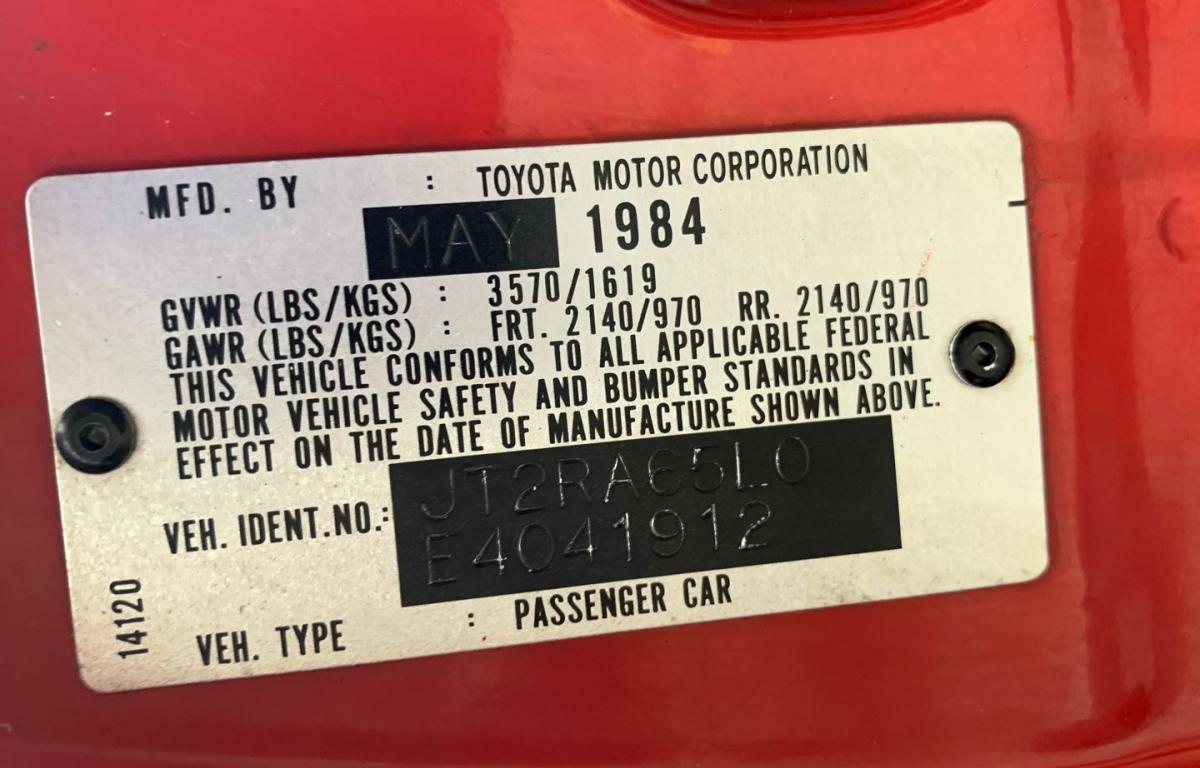 MFD. BY : TOYOTA MOTOR CORPORATION
MAY 1984
GVWR (LBS/KGS) : 3570/1619
GAWR (LBS/KGS) : FRT. 2140/970 RR. 2140/970
THIS VEHICLE CONFORMS TO ALL APPLICABLE FEDERAL
MOTOR VEHICLE SAFETY AND BUMPER STANDARDS IN
EFFECT ON THE DATE OF MANUFACTURE SHOWN ABOVE.
VEH. IDENT.NO.: JT2RA65L0
E4041912
VEH. TYPE : PASSENGER CAR
14120